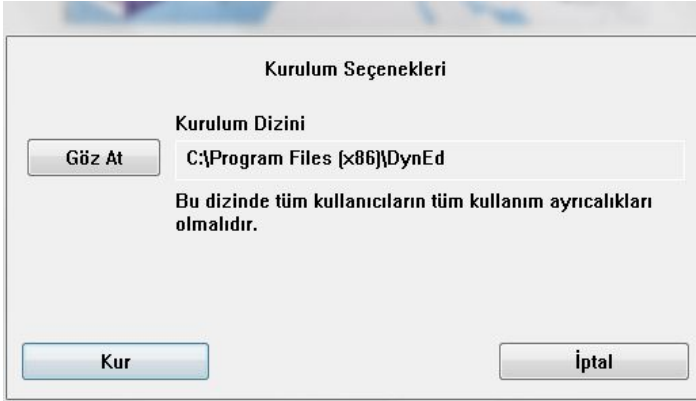 Kurulum Seçenekleri
Kurulum Dizini
Göz At
C:\Program Files (x86)\DynEd
Bu dizinde tüm kullanıcıların tüm kullanım ayrıcalıkları
olmalıdır.
Kur
İptal